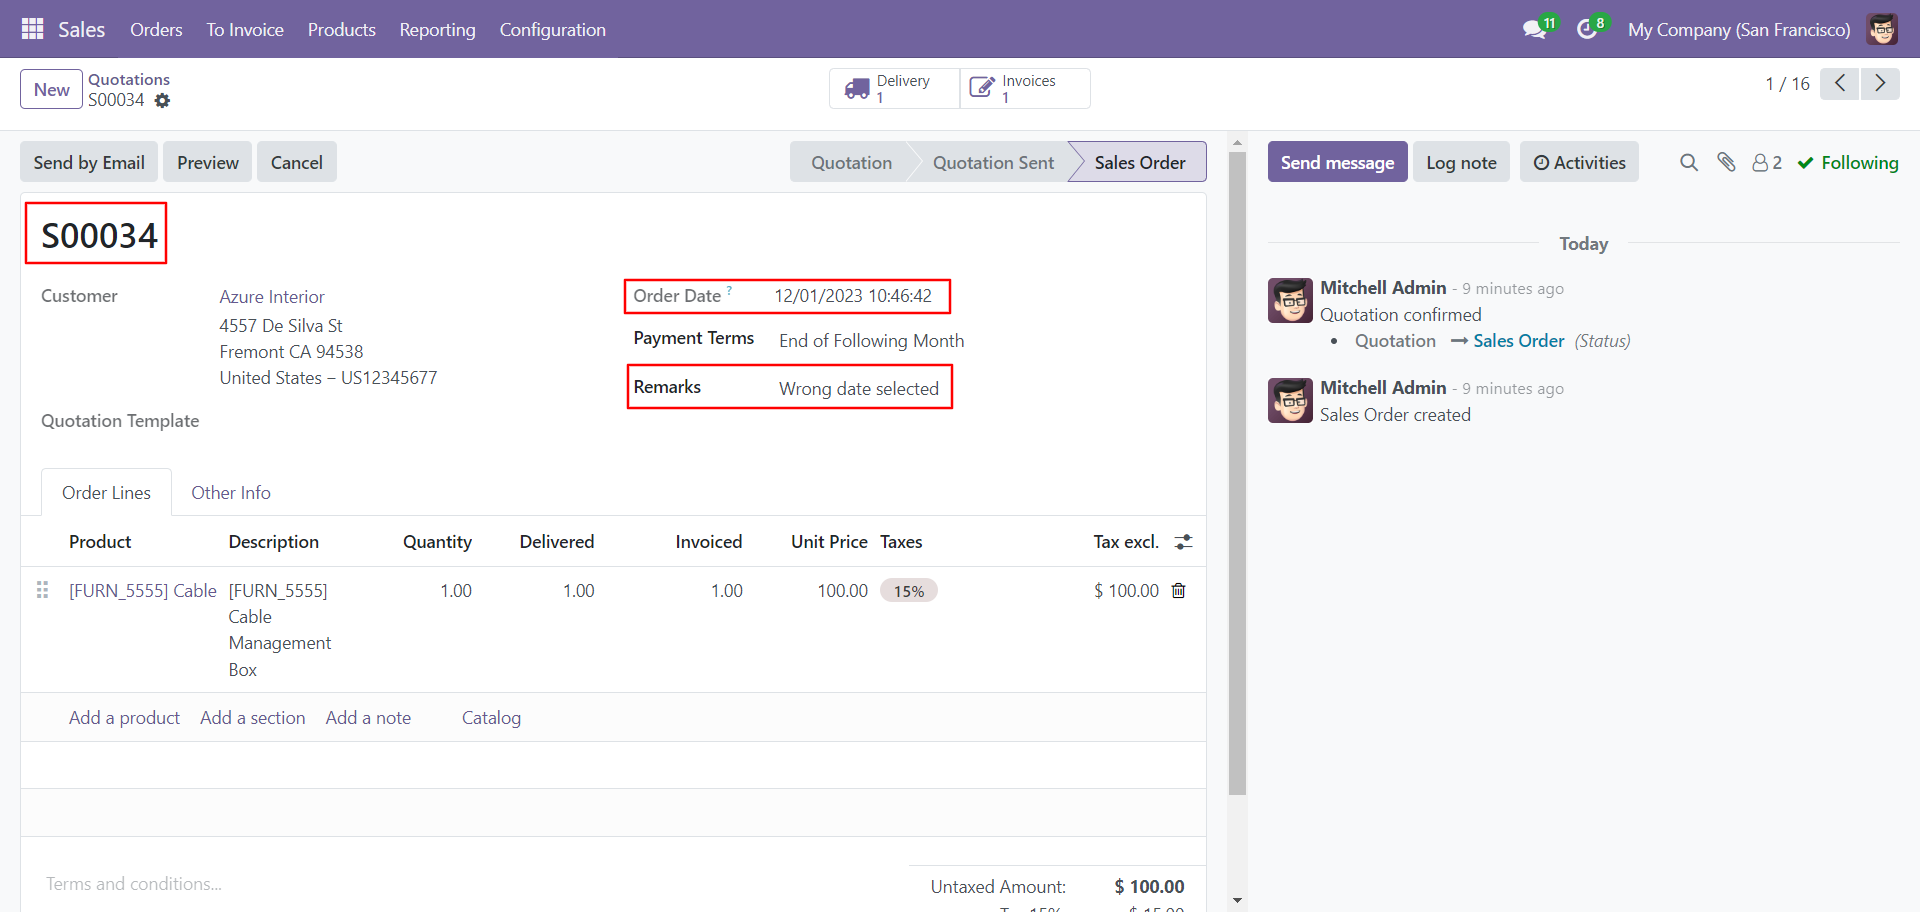 Sales Orders To Invoice Products Reporting Configuration 11 8 My Company (San Francisco)
New Quotations
S00034
Delivery
1
Invoices
1
1 / 16
Send by Email Preview Cancel Quotation Quotation Sent Sales Order
S00034
Customer Azure Interior
4557 De Silva St
Fremont CA 94538
United States – US12345677
Order Date ? 12/01/2023 10:46:42
Payment Terms End of Following Month
Remarks Wrong date selected
Quotation Template
Order Lines Other Info
Product Description Quantity Delivered Invoiced Unit Price Taxes Tax excl.
[FURN_5555] Cable [FURN_5555] 1.00 1.00 1.00 100.00 15% $ 100.00
Cable
Management
Box
Add a product Add a section Add a note Catalog
Terms and conditions...
Untaxed Amount: $ 100.00
Tax 15% $ 15.00
Send message Log note Activities 2 Following
Today
Mitchell Admin - 9 minutes ago
Quotation confirmed
• Quotation → Sales Order (Status)
Mitchell Admin - 9 minutes ago
Sales Order created